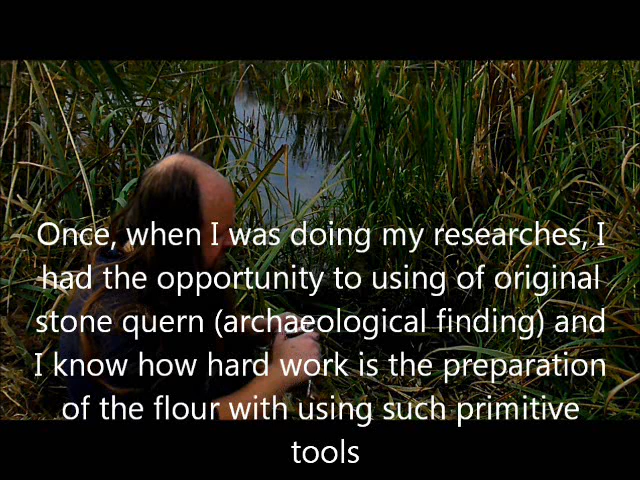 Once, when I was doing my researches, I
had the opportunity to using of original
stone quern (archaeological finding) and
I know how hard work is the preparation
of the flour with using such primitive
tools